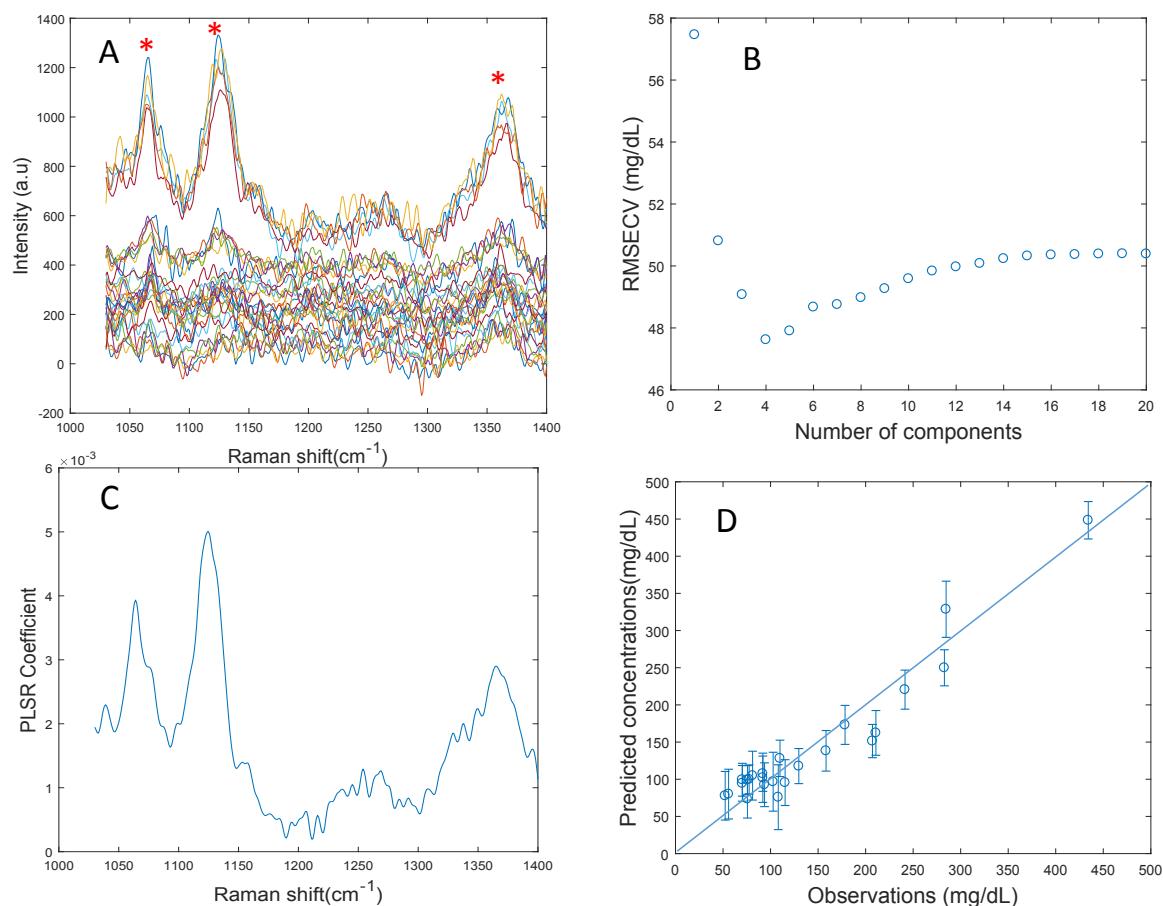 A
* * *
1400
1200
1000
800
600
400
200
0
-200
1000 1050 1100 1150 1200 1250 1300 1350 1400
Intensity (a.u)
Raman shift(cm⁻¹)
B
58
56
54
52
50
48
46
0 2 4 6 8 10 12 14 16 18 20
RMSECV (mg/dL)
Number of components
C
×10⁻³
6
5
4
3
2
1
0
1000 1050 1100 1150 1200 1250 1300 1350 1400
PLSR Coefficient
Raman shift(cm⁻¹)
D
500
450
400
350
300
250
200
150
100
50
0
0 50 100 150 200 250 300 350 400 450 500
Predicted concentrations(mg/dL)
Observations (mg/dL)